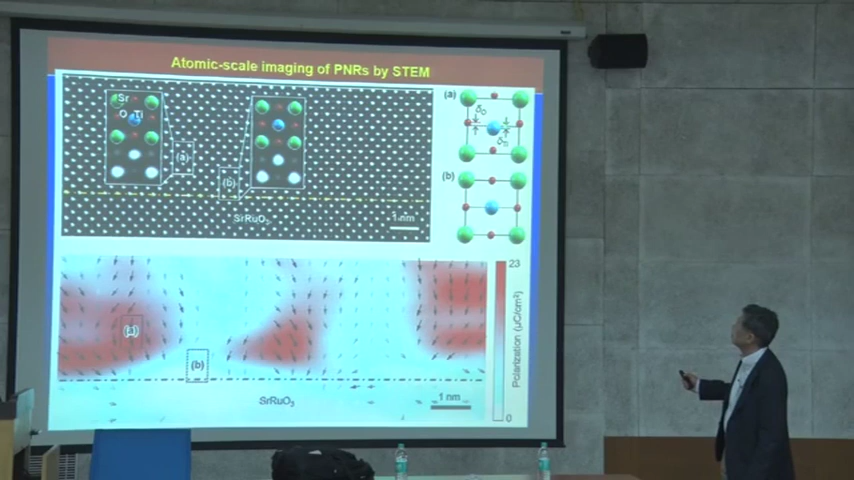 Atomic-scale imaging of PNRs by STEM
Sr
O Ti
(a)
(b)
SrRuO3
1 nm
(a)
δO
(b)
(b)
SrRuO3
1 nm
23
Polarization (μC/cm²)
0